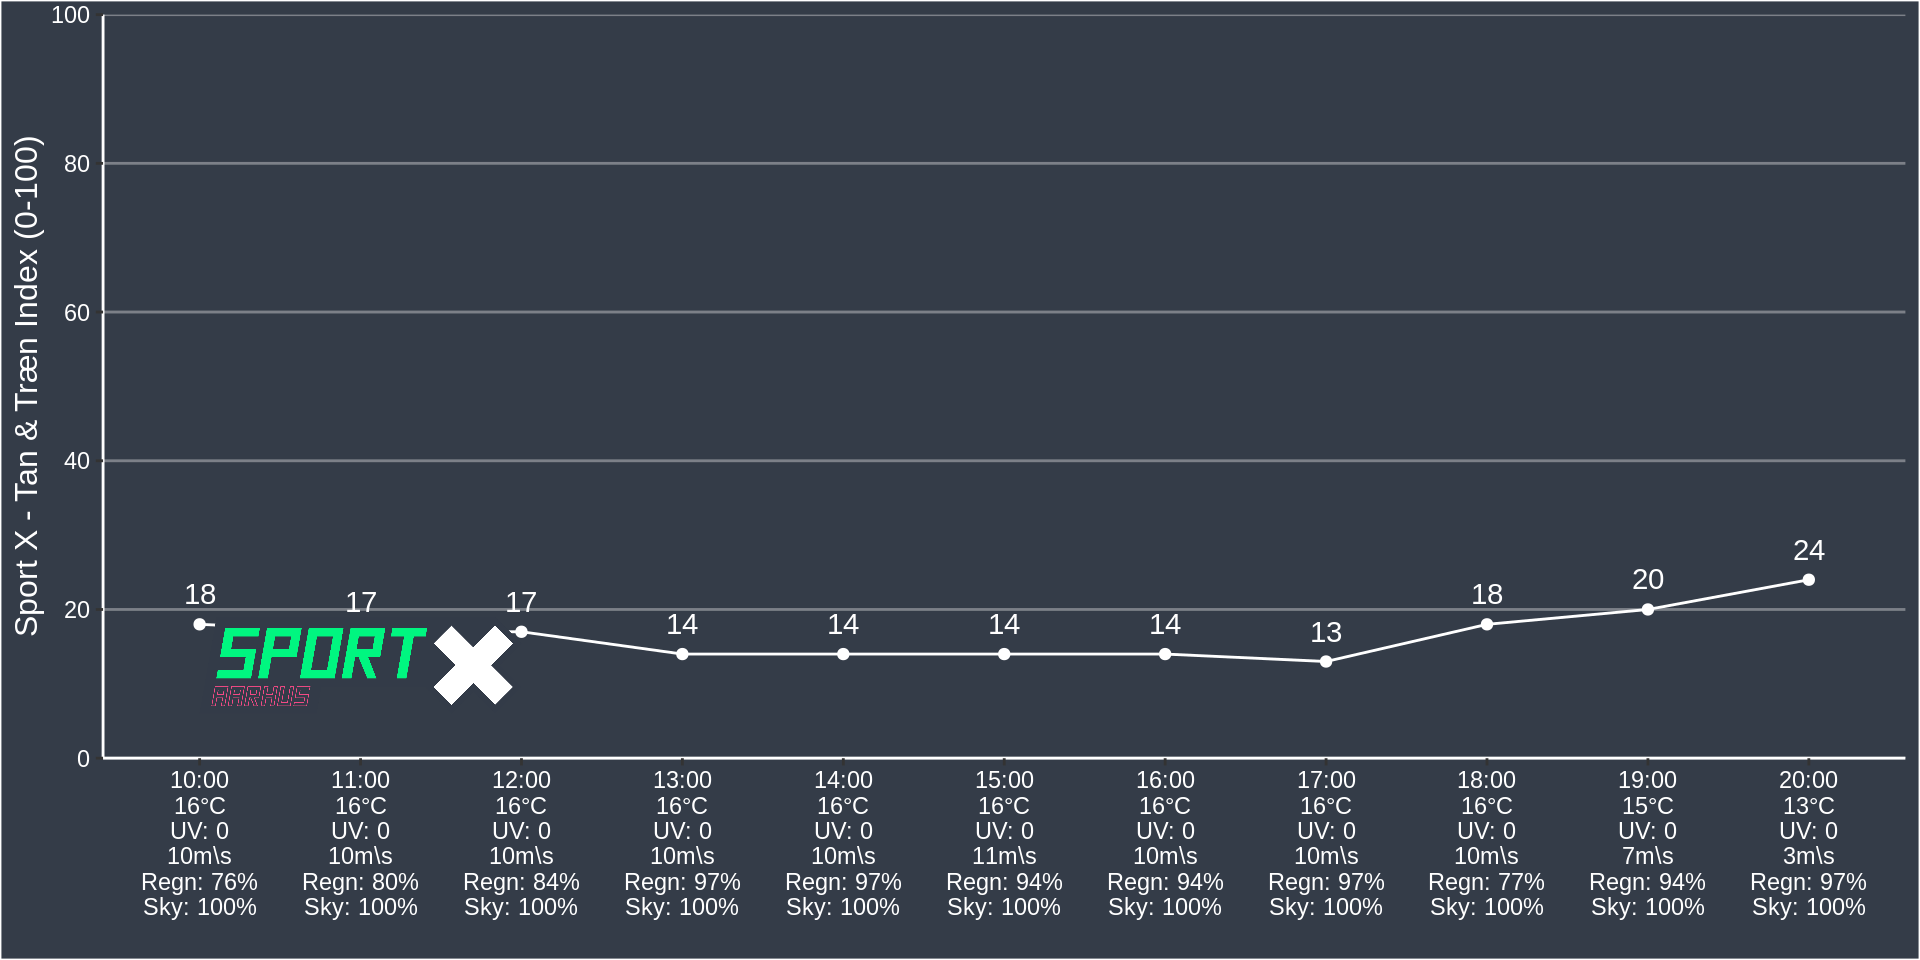 Sport X - Tan & Træn Index (0-100)
100
80
60
40
20
0
18
17
17
14
14
14
14
13
18
20
24
SPORT X
AARHUS
10:00 11:00 12:00 13:00 14:00 15:00 16:00 17:00 18:00 19:00 20:00
16°C 16°C 16°C 16°C 16°C 16°C 16°C 16°C 16°C 15°C 13°C
UV: 0 UV: 0 UV: 0 UV: 0 UV: 0 UV: 0 UV: 0 UV: 0 UV: 0 UV: 0 UV: 0
10m\s 10m\s 10m\s 10m\s 10m\s 11m\s 10m\s 10m\s 10m\s 7m\s 3m\s
Regn: 76% Regn: 80% Regn: 84% Regn: 97% Regn: 97% Regn: 94% Regn: 94% Regn: 97% Regn: 77% Regn: 94% Regn: 97%
Sky: 100% Sky: 100% Sky: 100% Sky: 100% Sky: 100% Sky: 100% Sky: 100% Sky: 100% Sky: 100% Sky: 100% Sky: 100%